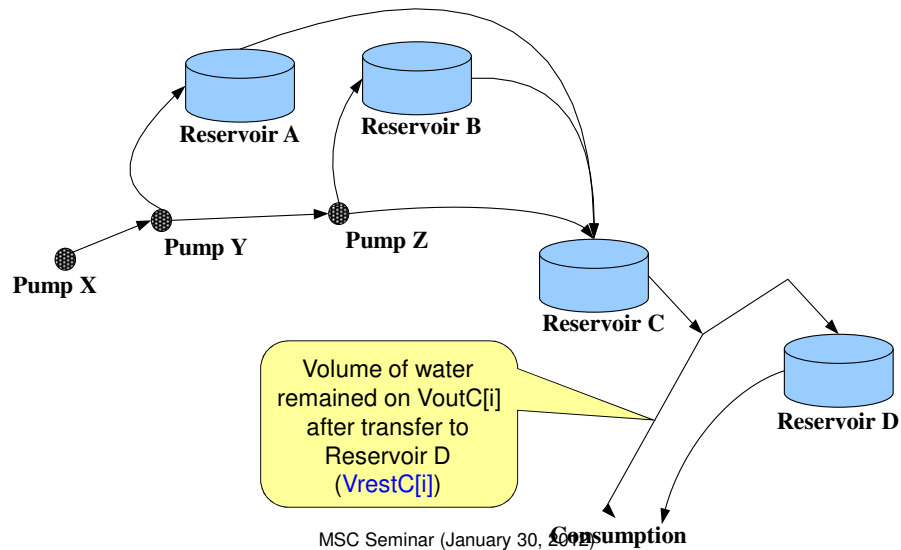 Reservoir A
Reservoir B
Pump Y
Pump Z
Pump X
Reservoir C
Volume of water
remained on VoutC[i]
after transfer to
Reservoir D
(VrestC[i])
Reservoir D
Consumption
MSC Seminar (January 30, 2012)